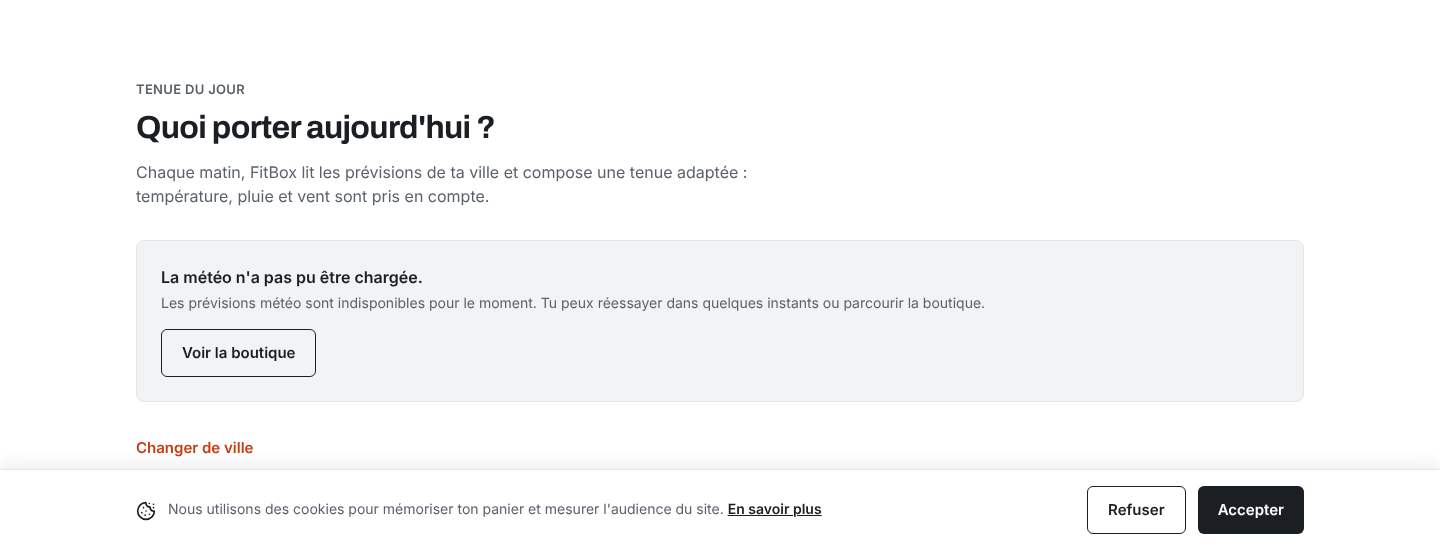 TENUE DU JOUR
Quoi porter aujourd'hui ?
Chaque matin, FitBox lit les prévisions de ta ville et compose une tenue adaptée :
température, pluie et vent sont pris en compte.
La météo n'a pas pu être chargée.
Les prévisions météo sont indisponibles pour le moment. Tu peux réessayer dans quelques instants ou parcourir la boutique.
Voir la boutique
Changer de ville
Nous utilisons des cookies pour mémoriser ton panier et mesurer l'audience du site. En savoir plus
Refuser
Accepter